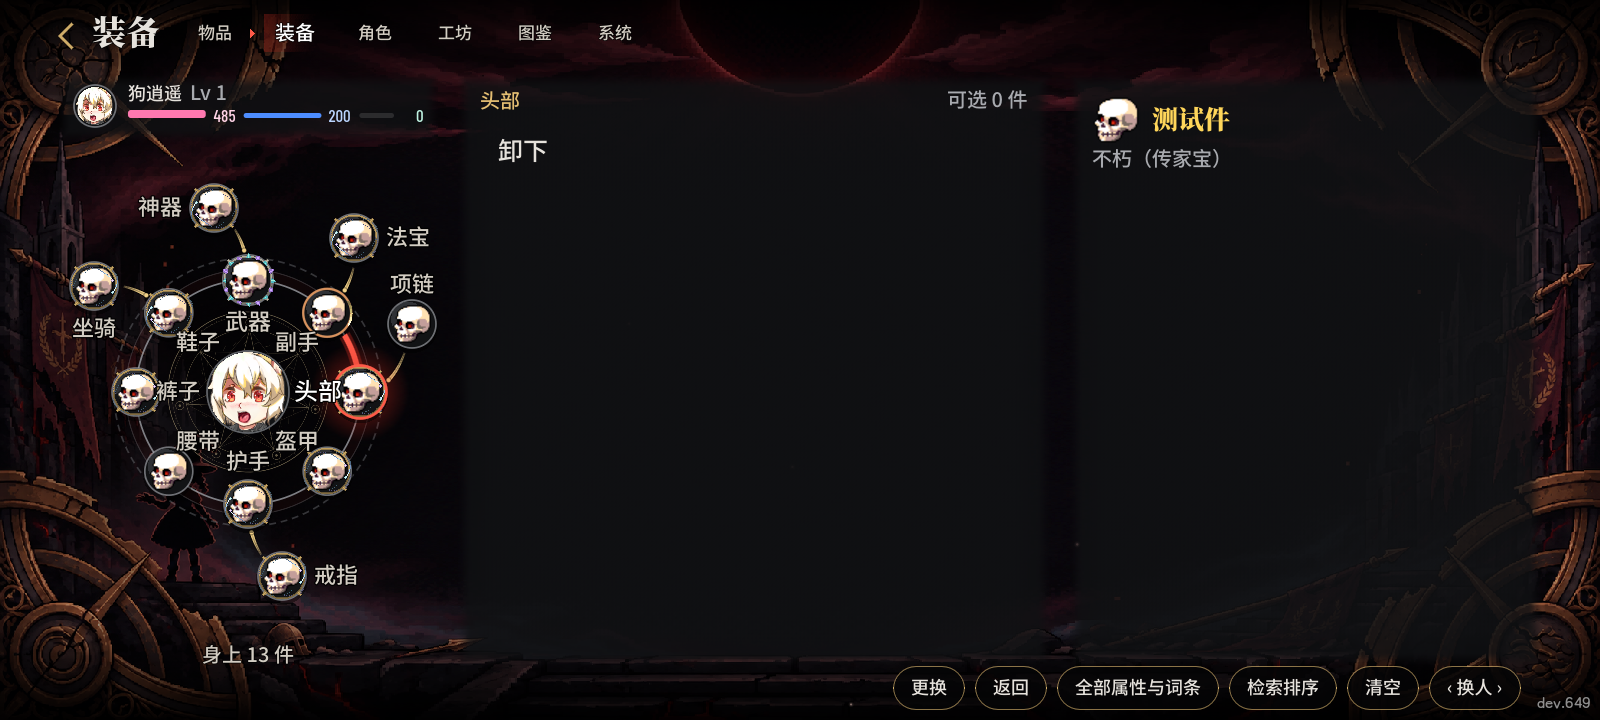 装备
物品
装备
角色
工坊
图鉴
系统
狗逍遥 Lv 1
485
200
0
头部
可选 0 件
卸下
测试件
不朽（传家宝）
神器
法宝
项链
坐骑
武器
鞋子
副手
裤子
头部
腰带
盔甲
护手
戒指
身上 13 件
更换
返回
全部属性与词条
检索排序
清空
‹ 换人 ›
dev.649